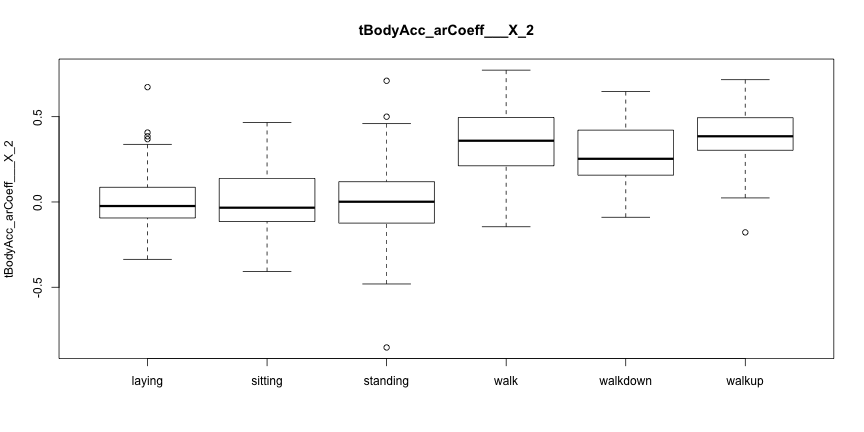 tBodyAcc_arCoeff___X_2
tBodyAcc_arCoeff___X_2
0.5
0.0
-0.5
laying sitting standing walk walkdown walkup